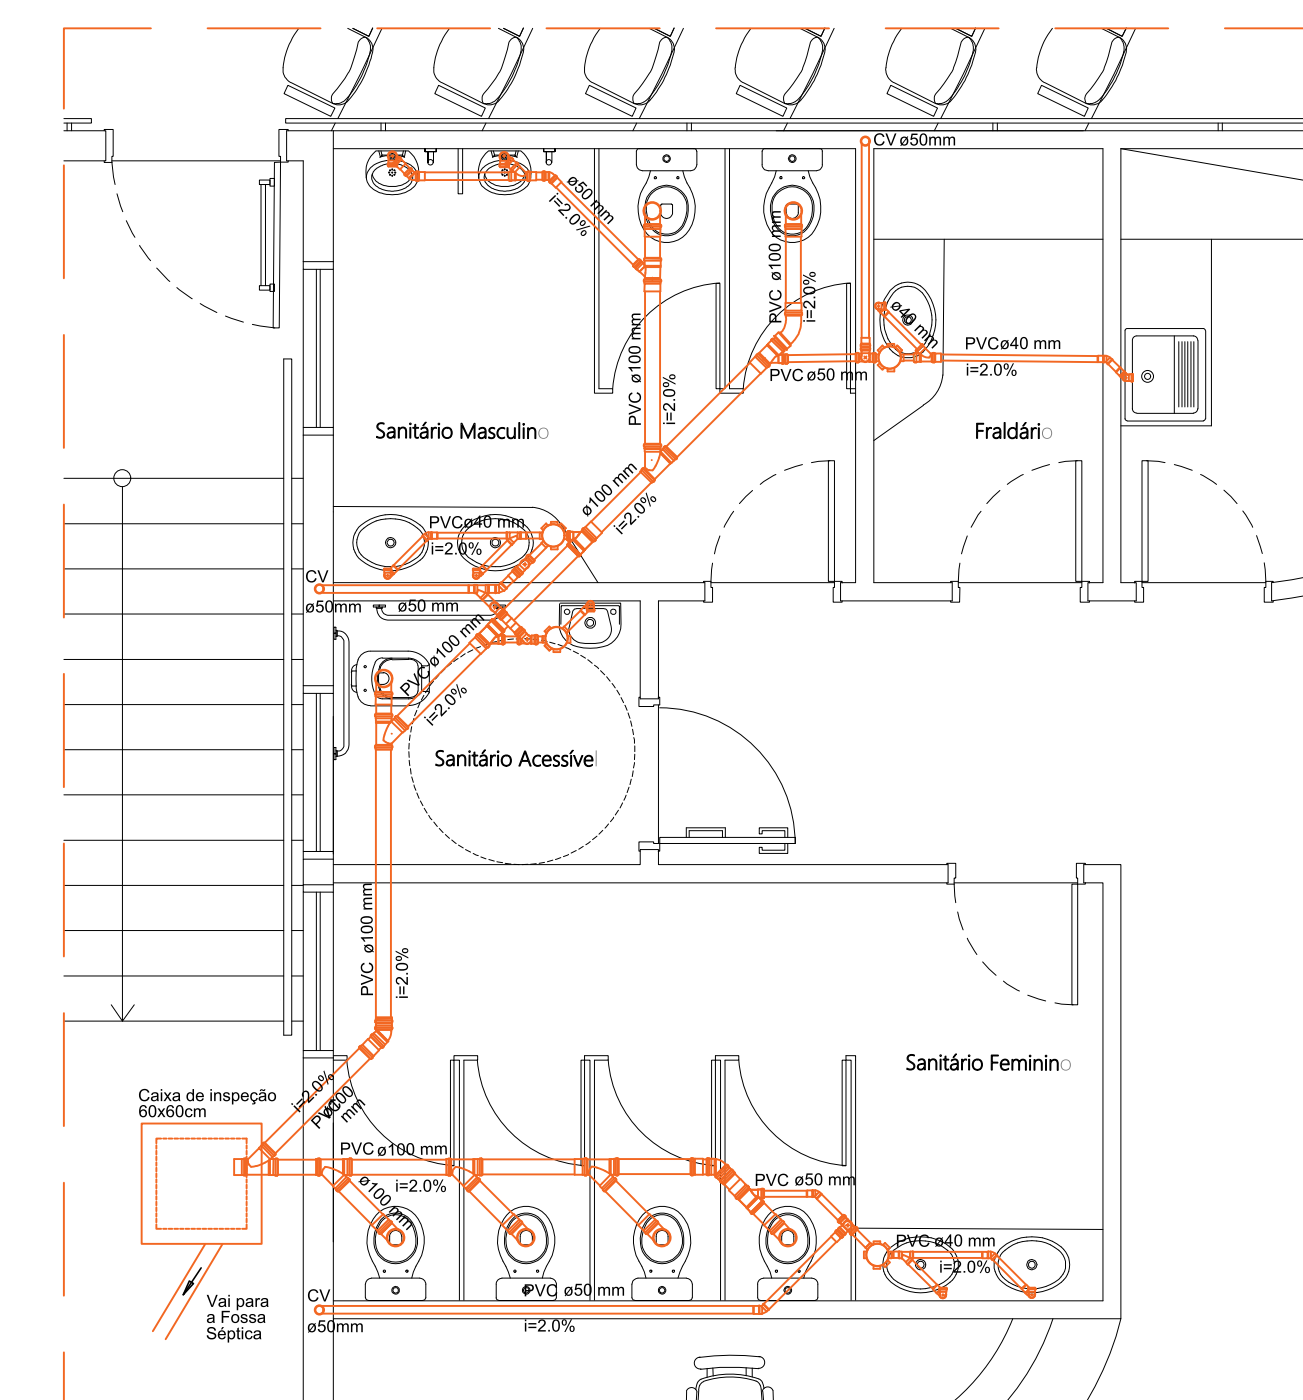 CV ø50mm
ø50 mm
i=2.0%
PVC ø100 mm
i=2.0%
ø40 mm
PVCø40 mm
i=2.0%
PVC ø50 mm
PVC ø100 mm
i=2.0%
Sanitário Masculino
Fraldário
ø100 mm
i=2.0%
PVCø40 mm
i=2.0%
CV
ø50mm
ø50 mm
PVC ø100 mm
i=2.0%
Sanitário Acessível
PVC ø100 mm
i=2.0%
Sanitário Feminino
Caixa de inspeção
60x60cm
i=2.0%
PVC ø100 mm
PVC ø100 mm
i=2.0%
ø100 mm
PVC ø50 mm
PVC ø40 mm
i=2.0%
CV
ø50mm
PVC ø50 mm
i=2.0%
Vai para
a Fossa
Séptica